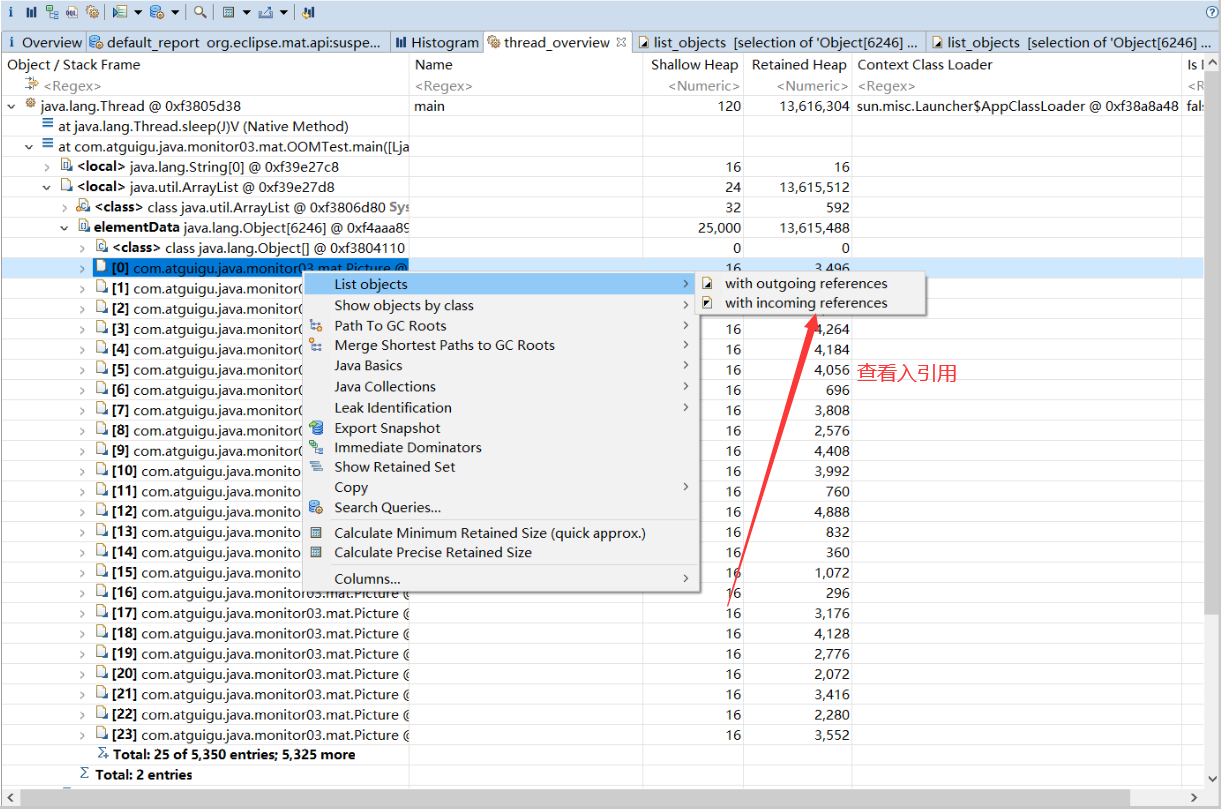 Overview default_report org.eclipse.mat.api:suspe... Histogram thread_overview list_objects [selection of 'Object[6246] ... list_objects [selection of 'Object[6246] ...
Object / Stack Frame Name Shallow Heap Retained Heap Context Class Loader Is I
<Regex> <Regex> <Numeric> <Numeric> <Regex> <R
java.lang.Thread @ 0xf3805d38 main 120 13,616,304 sun.misc.Launcher$AppClassLoader @ 0xf38a8a48 fal
at java.lang.Thread.sleep(J)V (Native Method)
at com.atguigu.java.monitor03.mat.OOMTest.main([Lja
<local> java.lang.String[0] @ 0xf39e27c8 16 16
<local> java.util.ArrayList @ 0xf39e27d8 24 13,615,512
<class> class java.util.ArrayList @ 0xf3806d80 Sys 32 592
elementData java.lang.Object[6246] @ 0xf4aaa89 25,000 13,615,488
<class> class java.lang.Object[] @ 0xf3804110 0 0
[0] com.atguigu.java.monitor03.mat.Picture @ 16 3,496
[1] com.atguigu.java.monitor0 List objects with outgoing references
[2] com.atguigu.java.monitor0 Show objects by class with incoming references
[3] com.atguigu.java.monitor0 Path To GC Roots 16 4,264
[4] com.atguigu.java.monitor0 Merge Shortest Paths to GC Roots 16 4,184
[5] com.atguigu.java.monitor0 Java Basics 16 4,056 查看入引用
[6] com.atguigu.java.monitor0 Java Collections 16 696
[7] com.atguigu.java.monitor0 Leak Identification 16 3,808
[8] com.atguigu.java.monitor0 Export Snapshot 16 2,576
[9] com.atguigu.java.monitor0 Immediate Dominators 16 4,408
[10] com.atguigu.java.monito Show Retained Set 16 3,992
[11] com.atguigu.java.monito Copy 16 760
[12] com.atguigu.java.monito Search Queries... 16 4,888
[13] com.atguigu.java.monito Calculate Minimum Retained Size (quick approx.) 16 832
[14] com.atguigu.java.monito Calculate Precise Retained Size 16 360
[15] com.atguigu.java.monito Columns... 16 1,072
[16] com.atguigu.java.monitor03.mat.Picture @ 16 296
[17] com.atguigu.java.monitor03.mat.Picture @ 16 3,176
[18] com.atguigu.java.monitor03.mat.Picture @ 16 4,128
[19] com.atguigu.java.monitor03.mat.Picture @ 16 2,776
[20] com.atguigu.java.monitor03.mat.Picture @ 16 2,072
[21] com.atguigu.java.monitor03.mat.Picture @ 16 3,416
[22] com.atguigu.java.monitor03.mat.Picture @ 16 2,280
[23] com.atguigu.java.monitor03.mat.Picture @ 16 3,552
Total: 25 of 5,350 entries; 5,325 more
Total: 2 entries